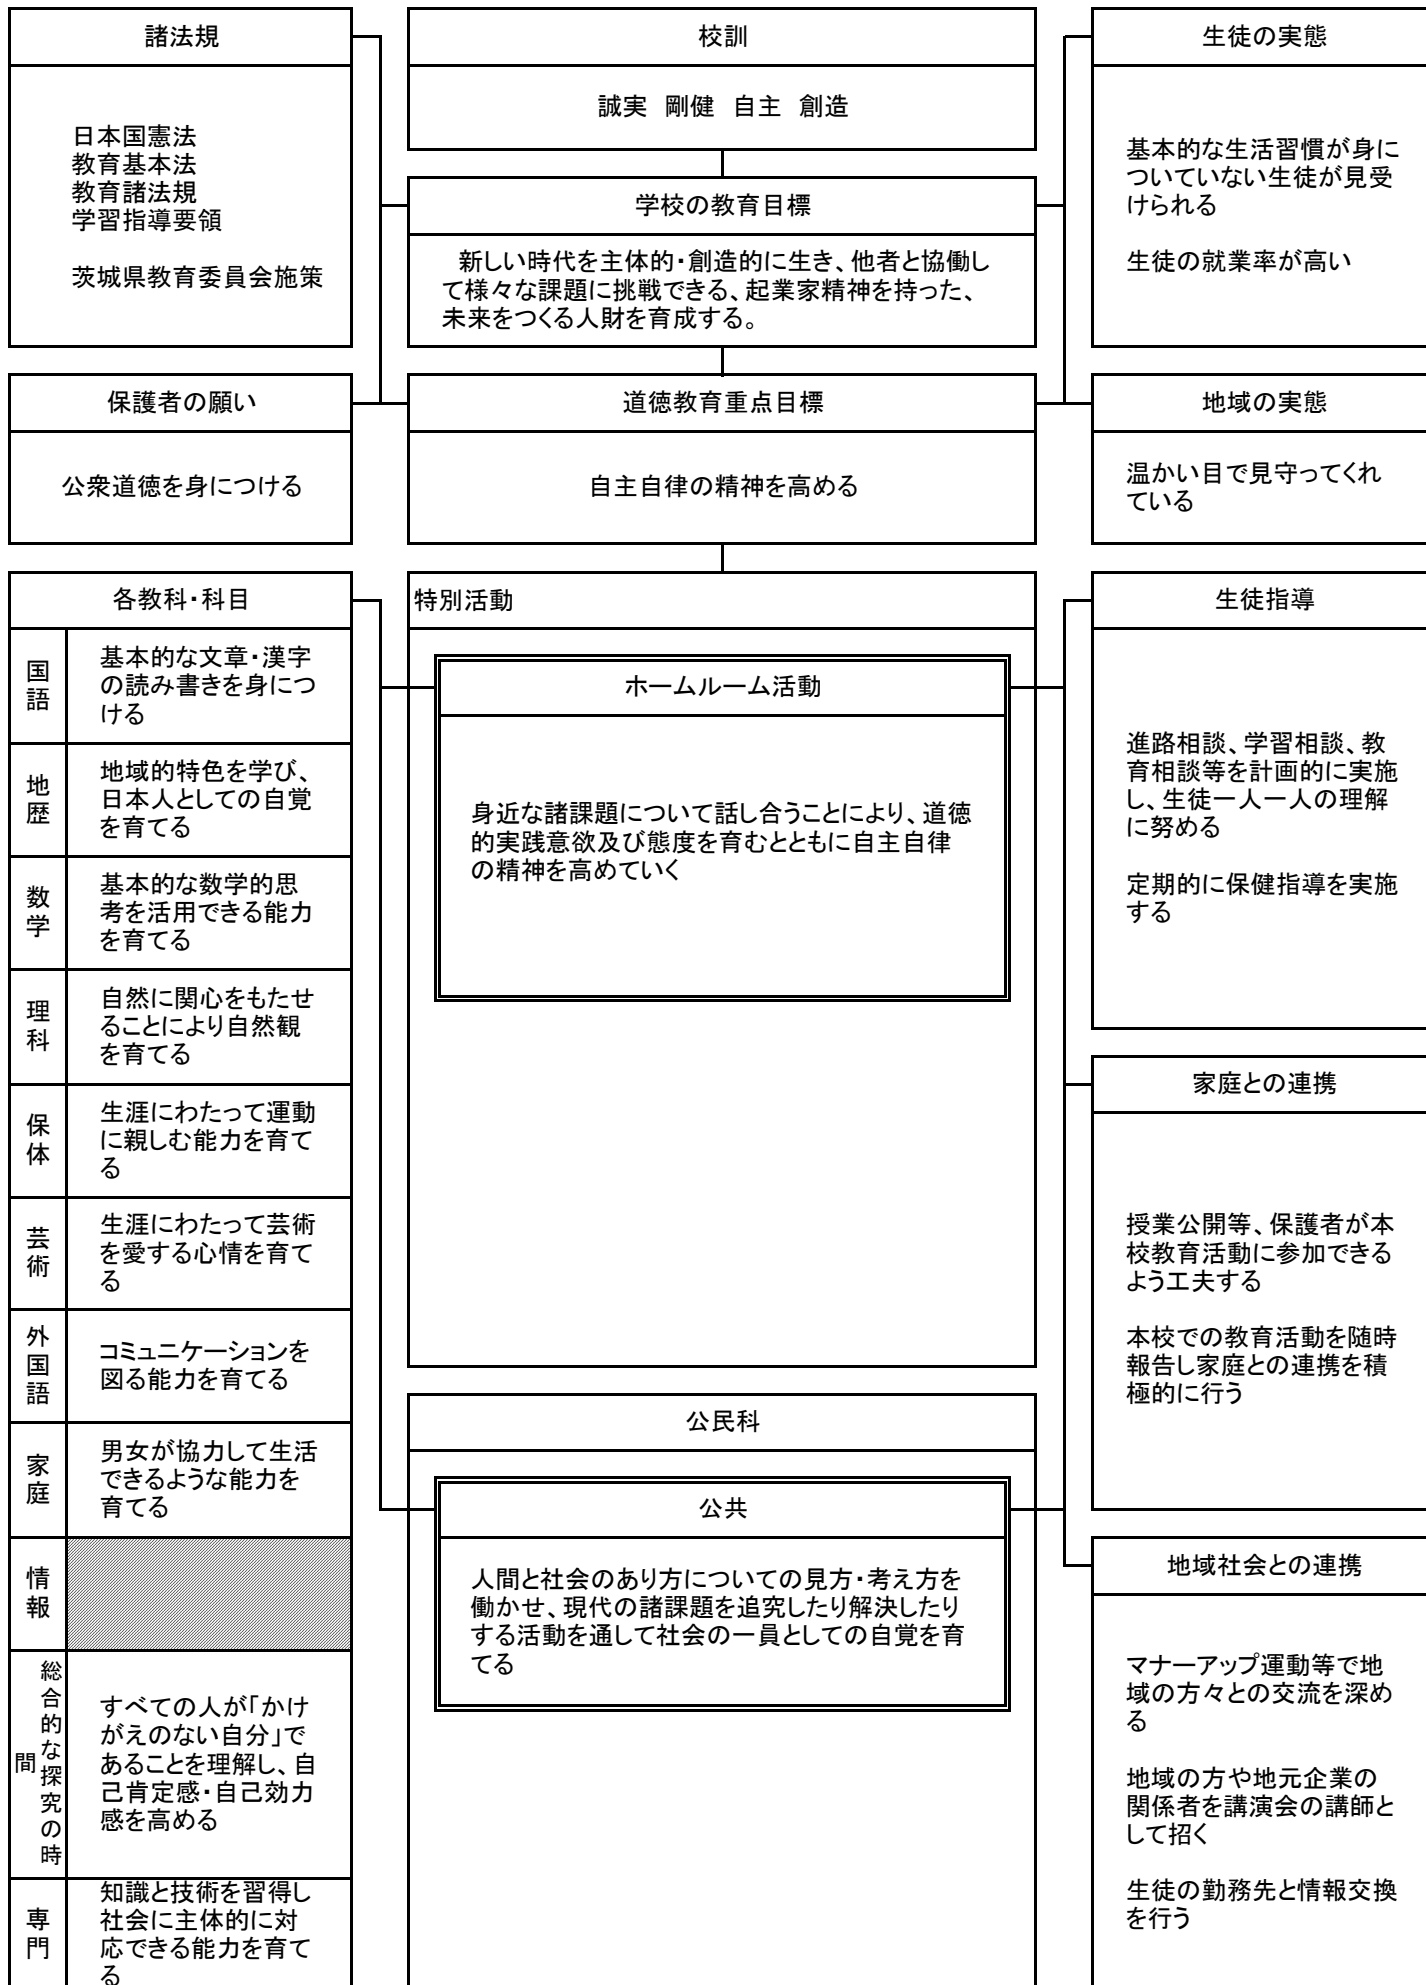 諸法規
日本国憲法
教育基本法
教育諸法規
学習指導要領
茨城県教育委員会施策
校訓
誠実　剛健　自主　創造
生徒の実態
基本的な生活習慣が身に
ついていない生徒が見受
けられる
生徒の就業率が高い
学校の教育目標
新しい時代を主体的・創造的に生き、他者と協働し
て様々な課題に挑戦できる、起業家精神を持った、
未来をつくる人財を育成する。
保護者の願い
公衆道徳を身につける
道徳教育重点目標
自主自律の精神を高める
地域の実態
温かい目で見守ってくれ
ている
各教科・科目
国語
基本的な文章・漢字
の読み書きを身につ
ける
地歴
地域的特色を学び、
日本人としての自覚
を育てる
数学
基本的な数学的思
考を活用できる能力
を育てる
理科
自然に関心をもたせ
ることにより自然観
を育てる
保体
生涯にわたって運動
に親しむ能力を育て
る
芸術
生涯にわたって芸術
を愛する心情を育て
る
外国語
コミュニケーションを
図る能力を育てる
家庭
男女が協力して生活
できるような能力を
育てる
情報
総合的な探究の時
間
すべての人が「かけ
がえのない自分」で
あることを理解し、自
己肯定感・自己効力
感を高める
専門
知識と技術を習得し
社会に主体的に対
応できる能力を育て
る
特別活動
ホームルーム活動
身近な諸課題について話し合うことにより、道徳
的実践意欲及び態度を育むとともに自主自律
の精神を高めていく
公民科
公共
人間と社会のあり方についての見方・考え方を
働かせ、現代の諸課題を追究したり解決したり
する活動を通して社会の一員としての自覚を育
てる
生徒指導
進路相談、学習相談、教
育相談等を計画的に実施
し、生徒一人一人の理解
に努める
定期的に保健指導を実施
する
家庭との連携
授業公開等、保護者が本
校教育活動に参加できる
よう工夫する
本校での教育活動を随時
報告し家庭との連携を積
極的に行う
地域社会との連携
マナーアップ運動等で地
域の方々との交流を深め
る
地域の方や地元企業の
関係者を講演会の講師と
して招く
生徒の勤務先と情報交換
を行う